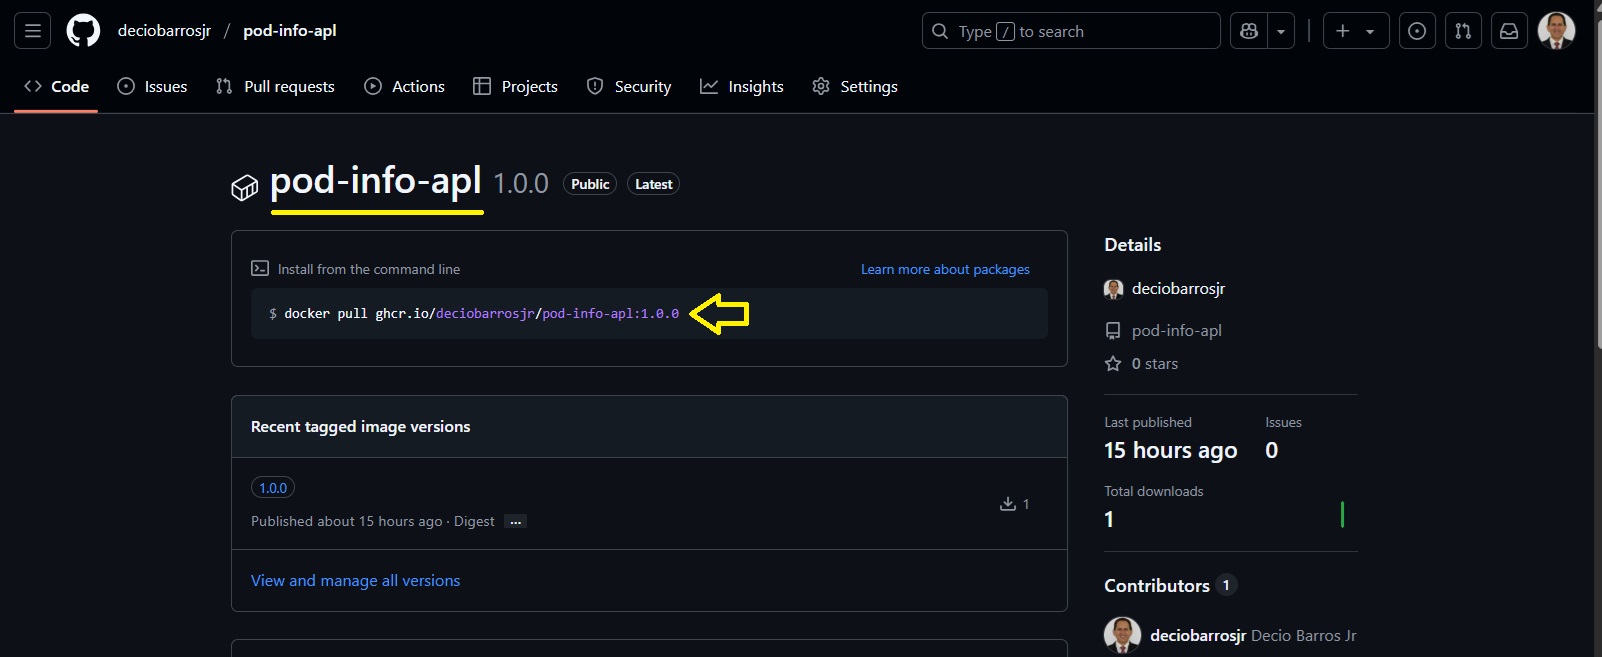 deciobarrosjr / pod-info-apl
Type / to search
Code Issues Pull requests Actions Projects Security Insights Settings
pod-info-apl 1.0.0 Public Latest
Install from the command line Learn more about packages
$ docker pull ghcr.io/deciobarrosjr/pod-info-apl:1.0.0
Recent tagged image versions
1.0.0
Published about 15 hours ago · Digest ...
1
View and manage all versions
Details
deciobarrosjr
pod-info-apl
0 stars
Last published Issues
15 hours ago 0
Total downloads
1
Contributors 1
deciobarrosjr Decio Barros Jr